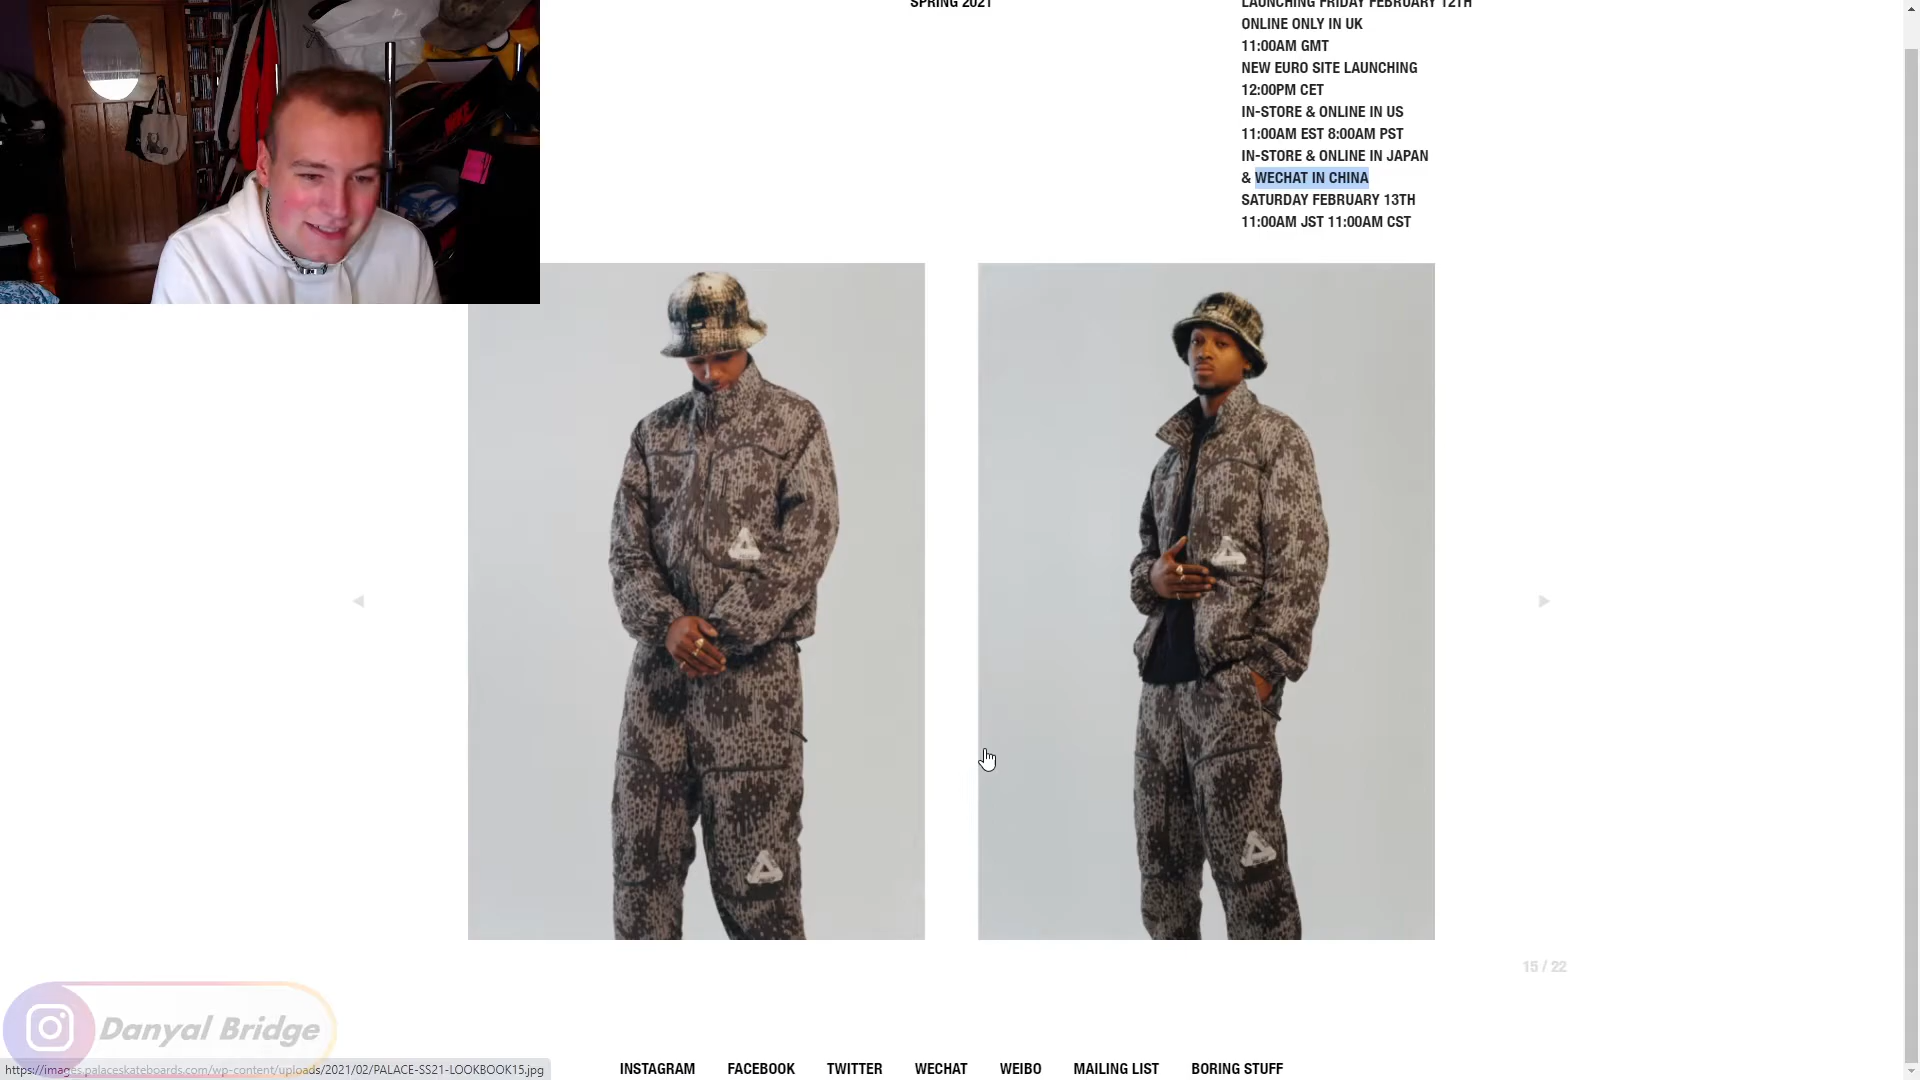 SPRING 2021
LAUNCHING FRIDAY FEBRUARY 12TH
ONLINE ONLY IN UK
11:00AM GMT
NEW EURO SITE LAUNCHING
12:00PM CET
IN-STORE & ONLINE IN US
11:00AM EST 8:00AM PST
IN-STORE & ONLINE IN JAPAN
& WECHAT IN CHINA
SATURDAY FEBRUARY 13TH
11:00AM JST 11:00AM CST
15 / 22
Danyal Bridge
https://images.palaceskateboards.com/wp-content/uploads/2021/02/PALACE-SS21-LOOKBOOK15.jpg
INSTAGRAM FACEBOOK TWITTER WECHAT WEIBO MAILING LIST BORING STUFF